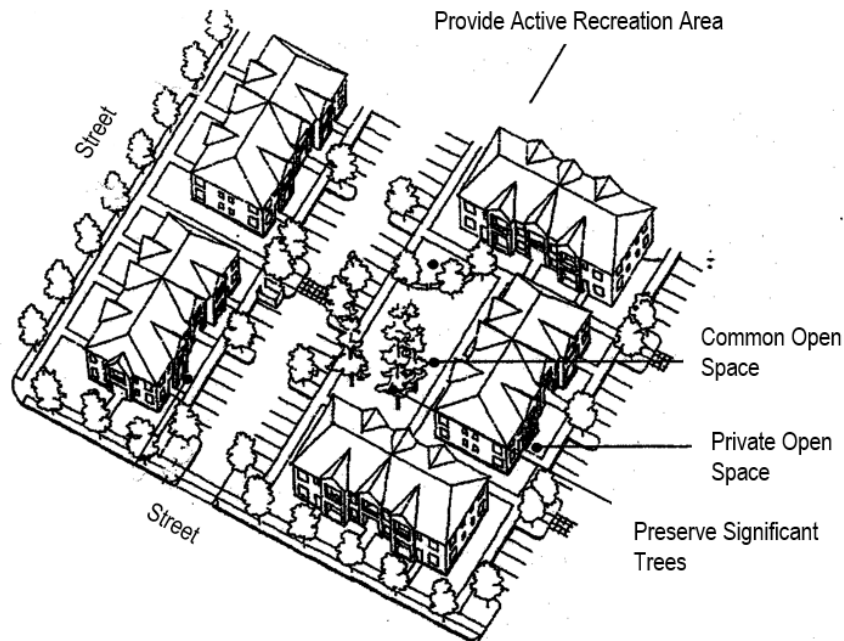 Provide Active Recreation Area
Street
Common Open
Space
Private Open
Space
Street
Preserve Significant
Trees